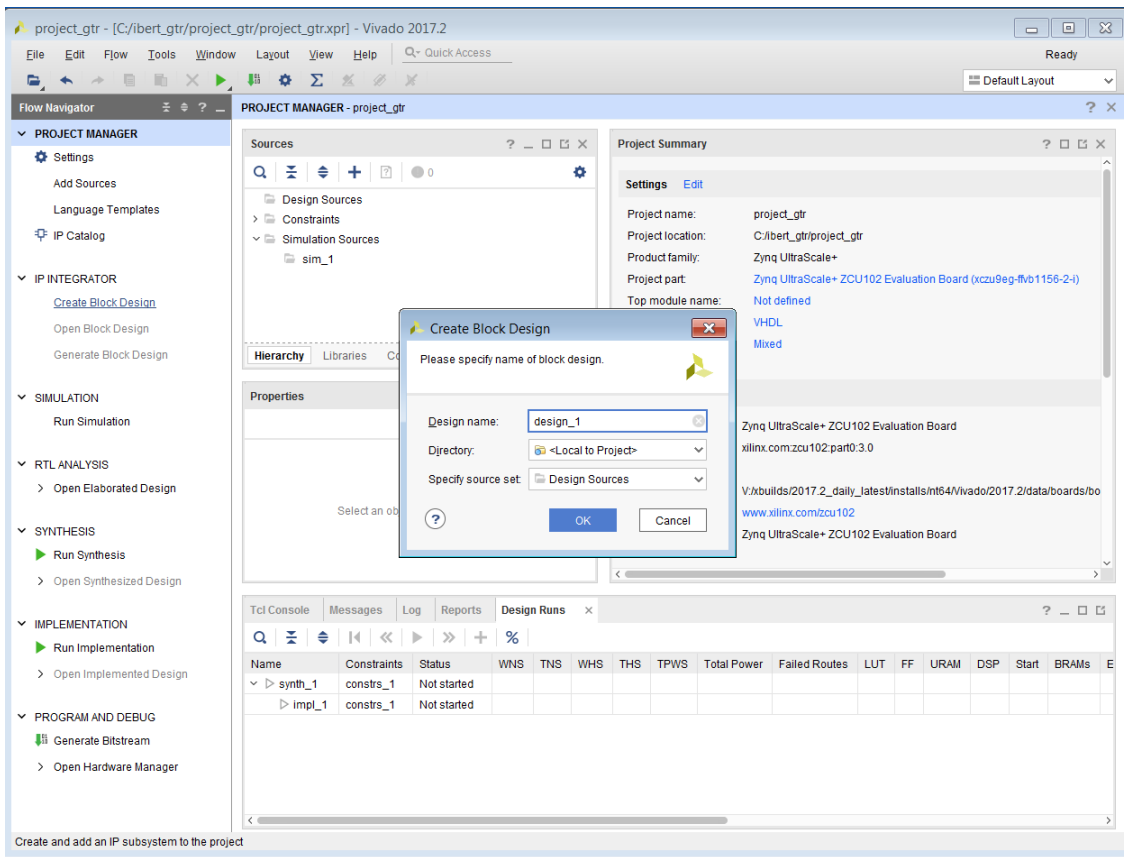 project_gtr - [C:/ibert_gtr/project_gtr/project_gtr.xpr] - Vivado 2017.2
File Edit Flow Tools Window Layout View Help Quick Access Ready
Default Layout
Flow Navigator
PROJECT MANAGER - project_gtr
PROJECT MANAGER
Settings
Add Sources
Language Templates
IP Catalog
IP INTEGRATOR
Create Block Design
Open Block Design
Generate Block Design
SIMULATION
Run Simulation
RTL ANALYSIS
Open Elaborated Design
SYNTHESIS
Run Synthesis
Open Synthesized Design
IMPLEMENTATION
Run Implementation
Open Implemented Design
PROGRAM AND DEBUG
Generate Bitstream
Open Hardware Manager
Sources
0
Design Sources
Constraints
Simulation Sources
sim_1
Hierarchy Libraries Co
Properties
Select an ob
Project Summary
Settings Edit
Project name: project_gtr
Project location: C:/ibert_gtr/project_gtr
Product family: Zynq UltraScale+
Project part: Zynq UltraScale+ ZCU102 Evaluation Board (xczu9eg-ffvb1156-2-i)
Top module name: Not defined
VHDL
Mixed
Zynq UltraScale+ ZCU102 Evaluation Board
xilinx.com:zcu102:part0:3.0
V:/xbuilds/2017.2_daily_latest/installs/nt64/Vivado/2017.2/data/boards/bo
www.xilinx.com/zcu102
Zynq UltraScale+ ZCU102 Evaluation Board
Create Block Design
Please specify name of block design.
Design name: design_1
Directory: <Local to Project>
Specify source set: Design Sources
? OK Cancel
Tcl Console Messages Log Reports Design Runs
Name Constraints Status WNS TNS WHS THS TPWS Total Power Failed Routes LUT FF URAM DSP Start BRAMs E
synth_1 constrs_1 Not started
impl_1 constrs_1 Not started
Create and add an IP subsystem to the project